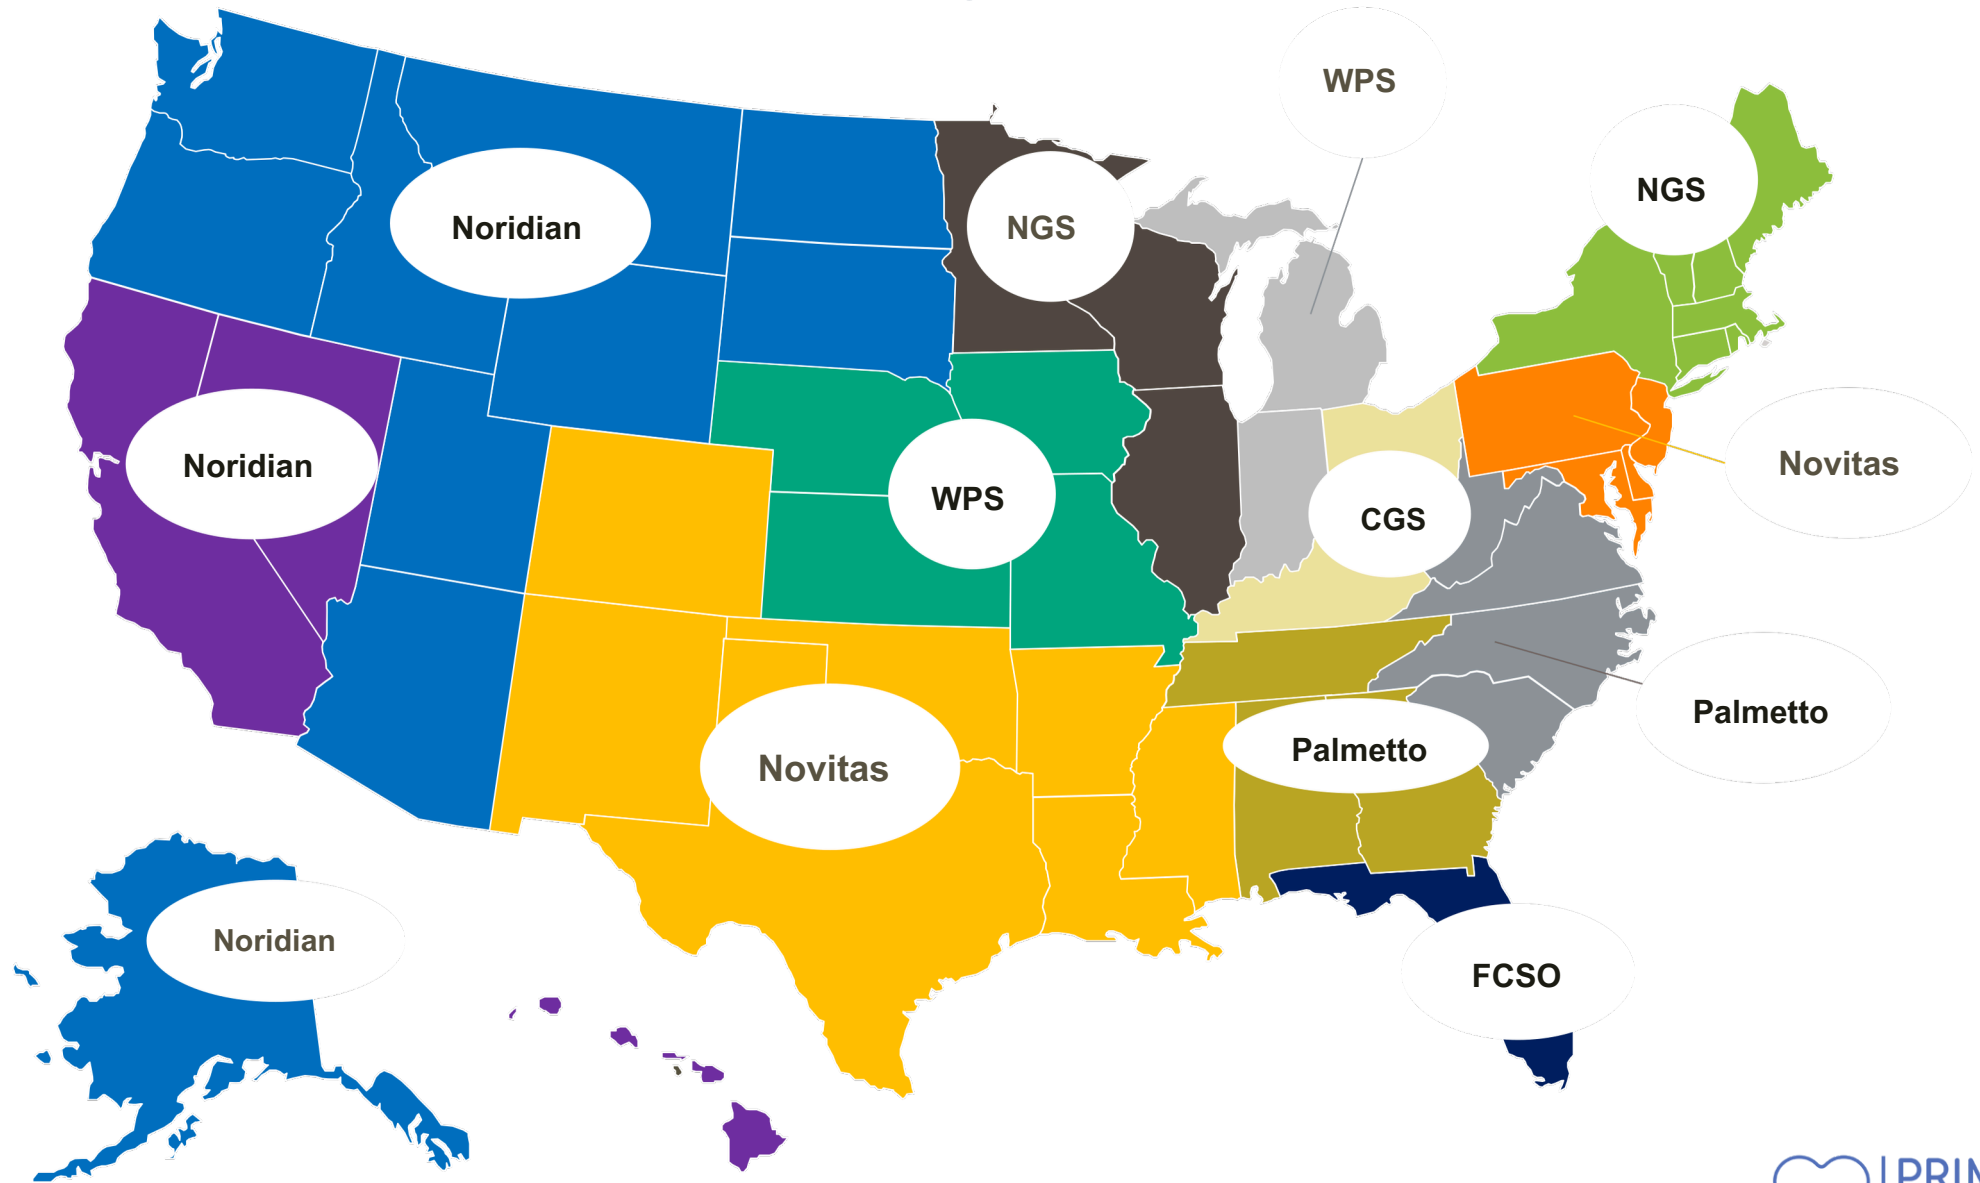 WPS
NGS
Noridian
NGS
Noridian
WPS
CGS
Novitas
Palmetto
Palmetto
Novitas
Noridian
FCSO